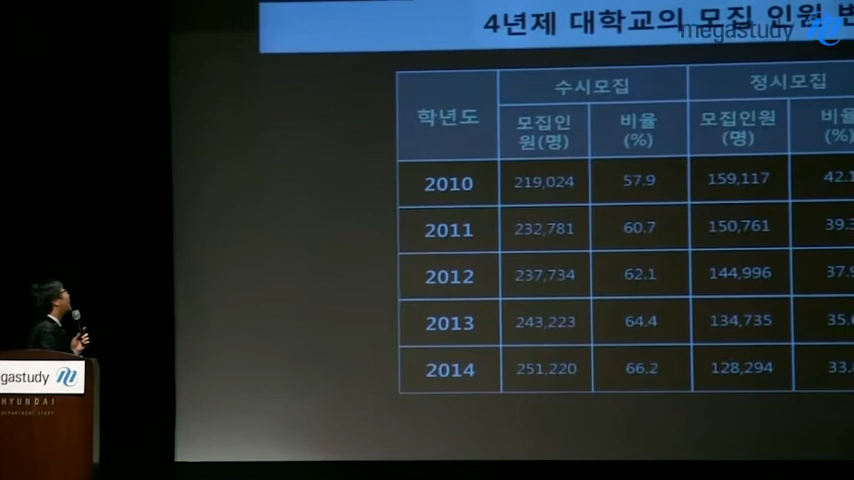 4년제 대학교의 모집 인원
megastudy
학년도 수시모집 정시모집
모집인원(명) 비율(%) 모집인원(명) 비율(%)
2010 219,024 57.9 159,117 42.1
2011 232,781 60.7 150,761 39.3
2012 237,734 62.1 144,996 37.9
2013 243,223 64.4 134,735 35.6
2014 251,220 66.2 128,294 33.8
egastudy
HYUNDAI
DEPARTMENT STORE